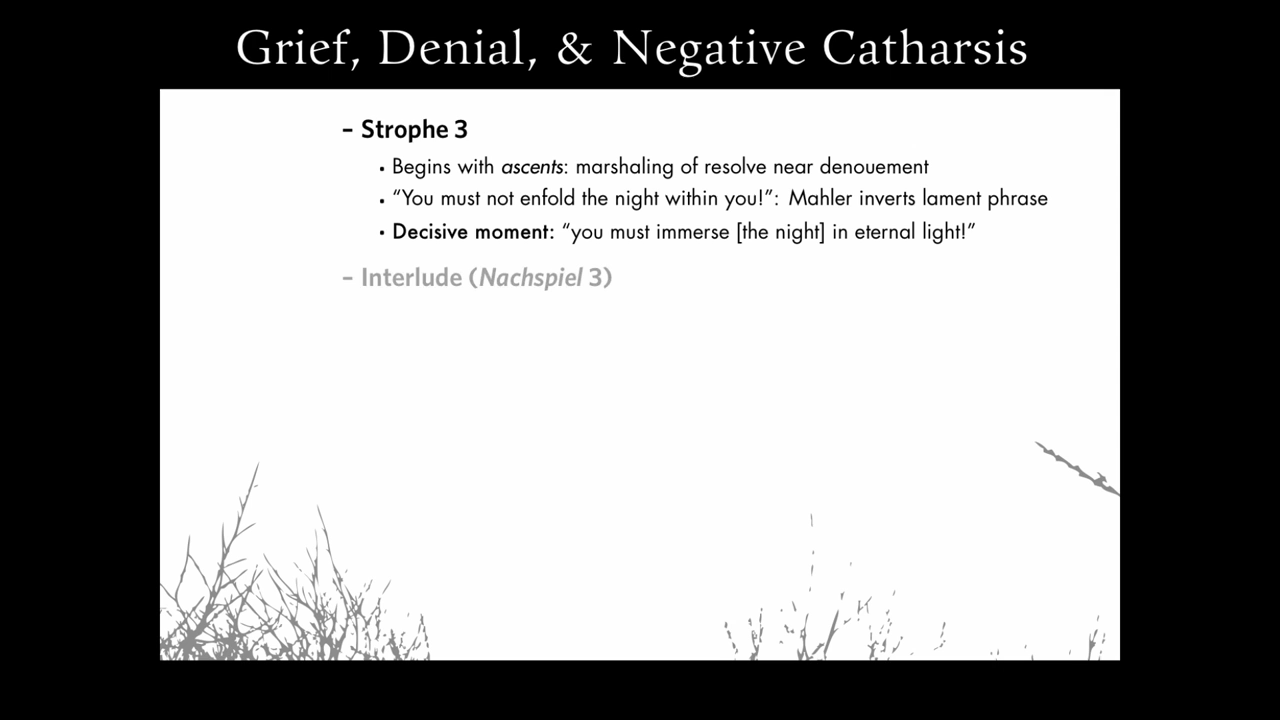 Grief, Denial, & Negative Catharsis
– Strophe 3
• Begins with ascents: marshaling of resolve near denouement
• “You must not enfold the night within you!”: Mahler inverts lament phrase
• Decisive moment: “you must immerse [the night] in eternal light!”
– Interlude (Nachspiel 3)